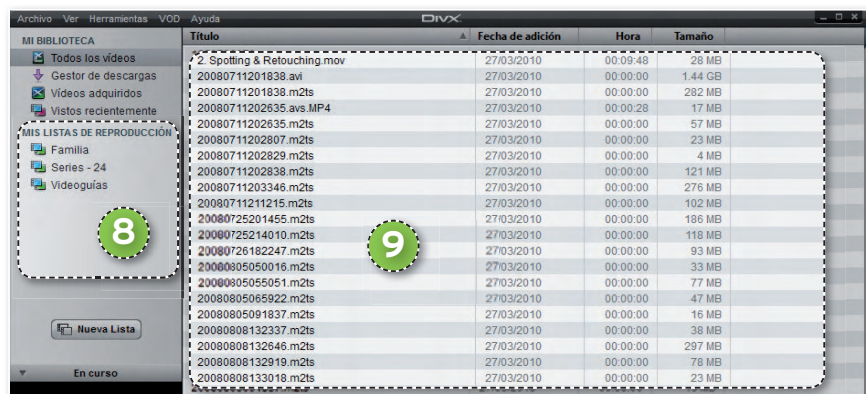 Archivo Ver Herramientas VOD Ayuda DIVX
MI BIBLIOTECA
Todos los vídeos
Gestor de descargas
Vídeos adquiridos
Vistos recientemente
MIS LISTAS DE REPRODUCCIÓN
Familia
Series - 24
Videoguías
8
Nueva Lista
En curso
Título Fecha de adición Hora Tamaño
2. Spotting & Retouching.mov 27/03/2010 00:09:48 28 MB
20080711201838.avi 27/03/2010 00:00:00 1.44 GB
20080711201838.m2ts 27/03/2010 00:00:00 282 MB
20080711202635.avs.MP4 27/03/2010 00:00:28 17 MB
20080711202635.m2ts 27/03/2010 00:00:00 57 MB
20080711202807.m2ts 27/03/2010 00:00:00 23 MB
20080711202829.m2ts 27/03/2010 00:00:00 4 MB
20080711202838.m2ts 27/03/2010 00:00:00 121 MB
20080711203346.m2ts 27/03/2010 00:00:00 276 MB
20080711211215.m2ts 27/03/2010 00:00:00 102 MB
20080725201455.m2ts 27/03/2010 00:00:00 186 MB
20080725214010.m2ts 27/03/2010 00:00:00 118 MB
20080726182247.m2ts 27/03/2010 00:00:00 93 MB
20080805050016.m2ts 27/03/2010 00:00:00 33 MB
20080805055051.m2ts 27/03/2010 00:00:00 77 MB
20080805065922.m2ts 27/03/2010 00:00:00 47 MB
20080805091837.m2ts 27/03/2010 00:00:00 16 MB
20080808132337.m2ts 27/03/2010 00:00:00 38 MB
20080808132646.m2ts 27/03/2010 00:00:00 297 MB
20080808132919.m2ts 27/03/2010 00:00:00 78 MB
20080808133018.m2ts 27/03/2010 00:00:00 23 MB
9